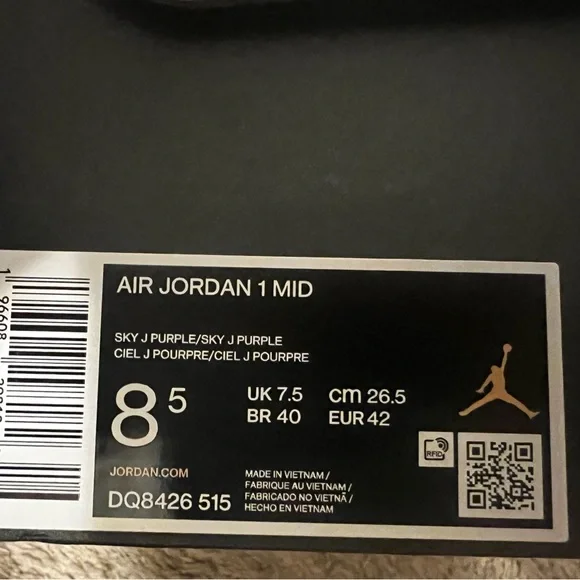 AIR JORDAN 1 MID
SKY J PURPLE/SKY J PURPLE
CIEL J POURPRE/CIEL J POURPRE
8 5
UK 7.5 cm 26.5
BR 40 EUR 42
RFID
JORDAN.COM
DQ8426 515
MADE IN VIETNAM /
FABRIQUE AU VIETNAM /
FABRICADO NO VIETNÃ /
HECHO EN VIETNAM
1 96608